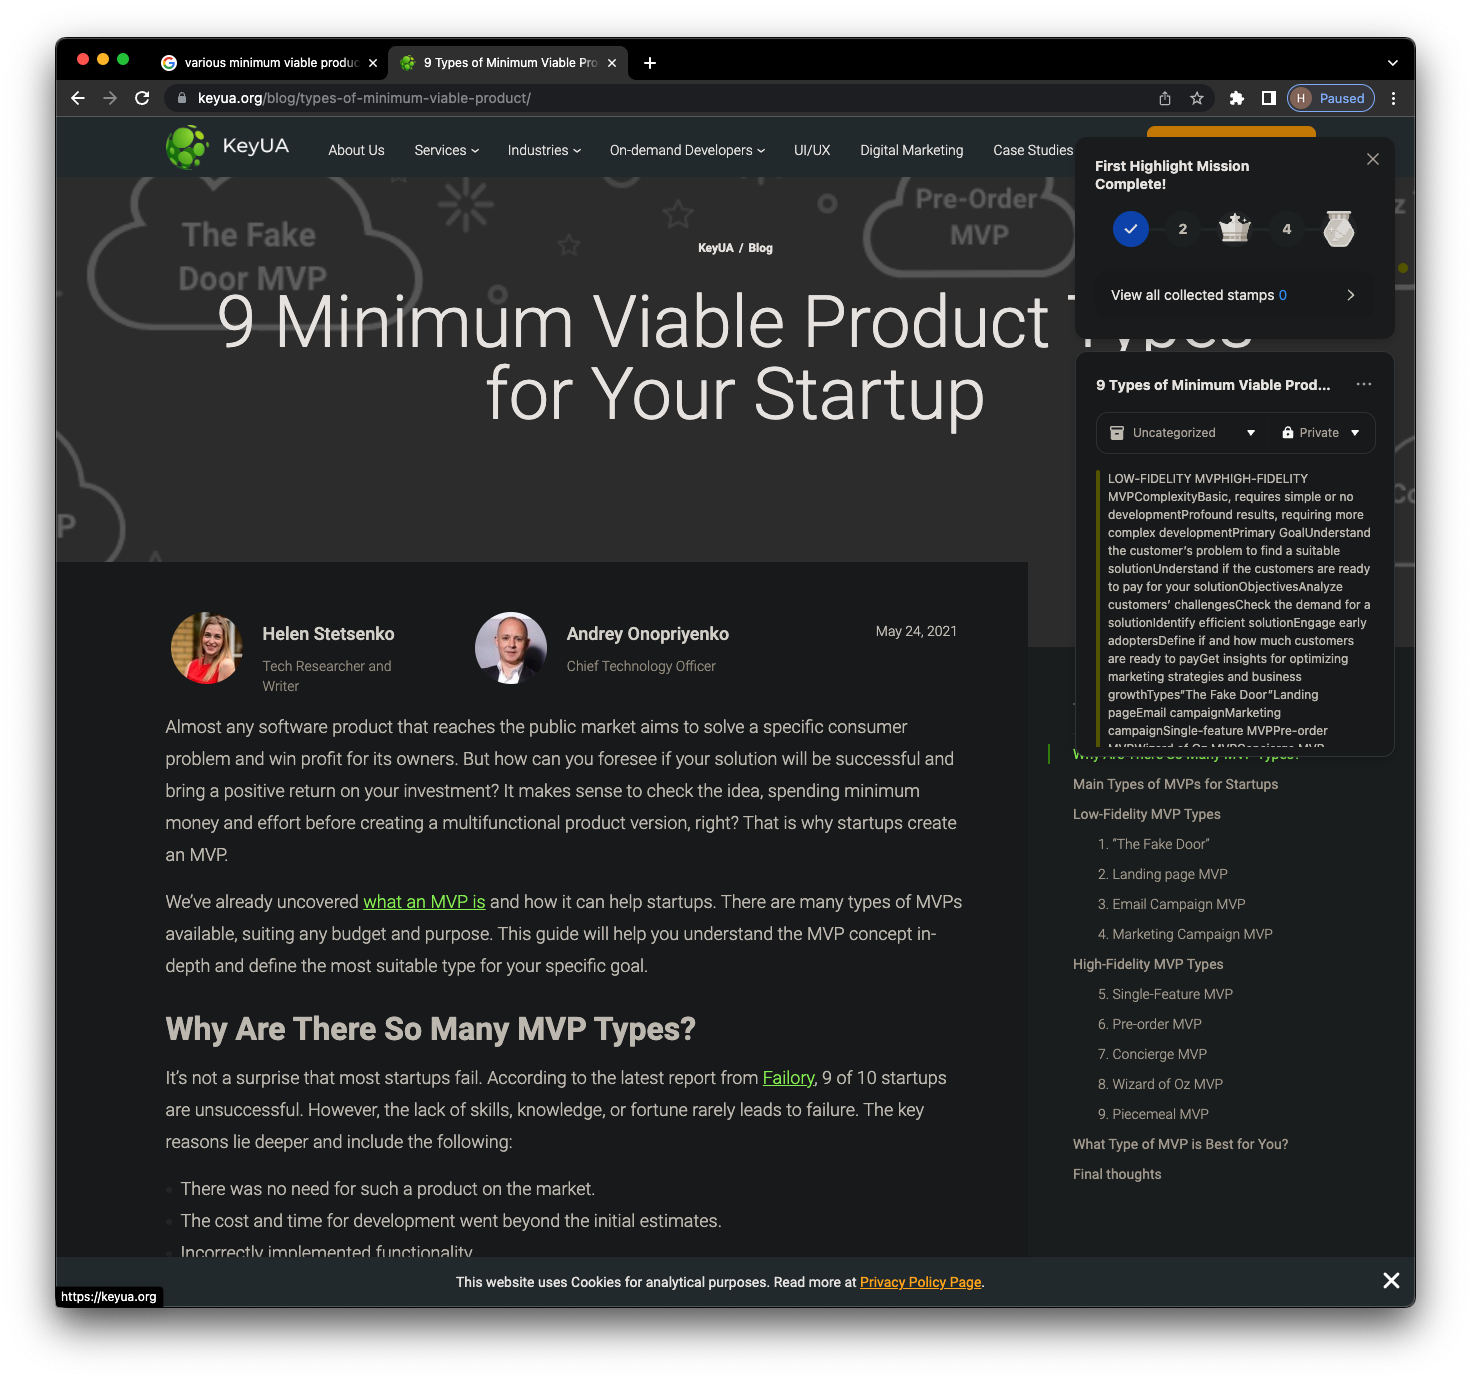 various minimum viable produc
9 Types of Minimum Viable Pro
keyua.org/blog/types-of-minimum-viable-product/
H
Paused
KeyUA
About Us
Services
Industries
On-demand Developers
UI/UX
Digital Marketing
Case Studies
The Fake
Door MVP
Pre-Order
MVP
KeyUA / Blog
9 Minimum Viable Product Types
for Your Startup
First Highlight Mission
Complete!
2
4
View all collected stamps 0
9 Types of Minimum Viable Prod...
Uncategorized
Private
LOW-FIDELITY MVPHIGH-FIDELITY
MVPComplexityBasic, requires simple or no
developmentProfound results, requiring more
complex developmentPrimary GoalUnderstand
the customer's problem to find a suitable
solutionUnderstand if the customers are ready
to pay for your solutionObjectivesAnalyze
customers' challengesCheck the demand for a
solutionIdentify efficient solutionEngage early
adoptersDefine if and how much customers
are ready to payGet insights for optimizing
marketing strategies and business
growthTypes"The Fake Door"Landing
pageEmail campaignMarketing
campaignSingle-feature MVPPre-order
MVPWizard of Oz MVPConcierge MVP
Helen Stetsenko
Tech Researcher and
Writer
Andrey Onopriyenko
Chief Technology Officer
May 24, 2021
Almost any software product that reaches the public market aims to solve a specific consumer
problem and win profit for its owners. But how can you foresee if your solution will be successful and
bring a positive return on your investment? It makes sense to check the idea, spending minimum
money and effort before creating a multifunctional product version, right? That is why startups create
an MVP.
We've already uncovered what an MVP is and how it can help startups. There are many types of MVPs
available, suiting any budget and purpose. This guide will help you understand the MVP concept in-
depth and define the most suitable type for your specific goal.
Why Are There So Many MVP Types?
It's not a surprise that most startups fail. According to the latest report from Failory, 9 of 10 startups
are unsuccessful. However, the lack of skills, knowledge, or fortune rarely leads to failure. The key
reasons lie deeper and include the following:
There was no need for such a product on the market.
The cost and time for development went beyond the initial estimates.
Incorrectly implemented functionality
Why Are There So Many MVP Types?
Main Types of MVPs for Startups
Low-Fidelity MVP Types
1. "The Fake Door"
2. Landing page MVP
3. Email Campaign MVP
4. Marketing Campaign MVP
High-Fidelity MVP Types
5. Single-Feature MVP
6. Pre-order MVP
7. Concierge MVP
8. Wizard of Oz MVP
9. Piecemeal MVP
What Type of MVP is Best for You?
Final thoughts
This website uses Cookies for analytical purposes. Read more at Privacy Policy Page.
https://keyua.org